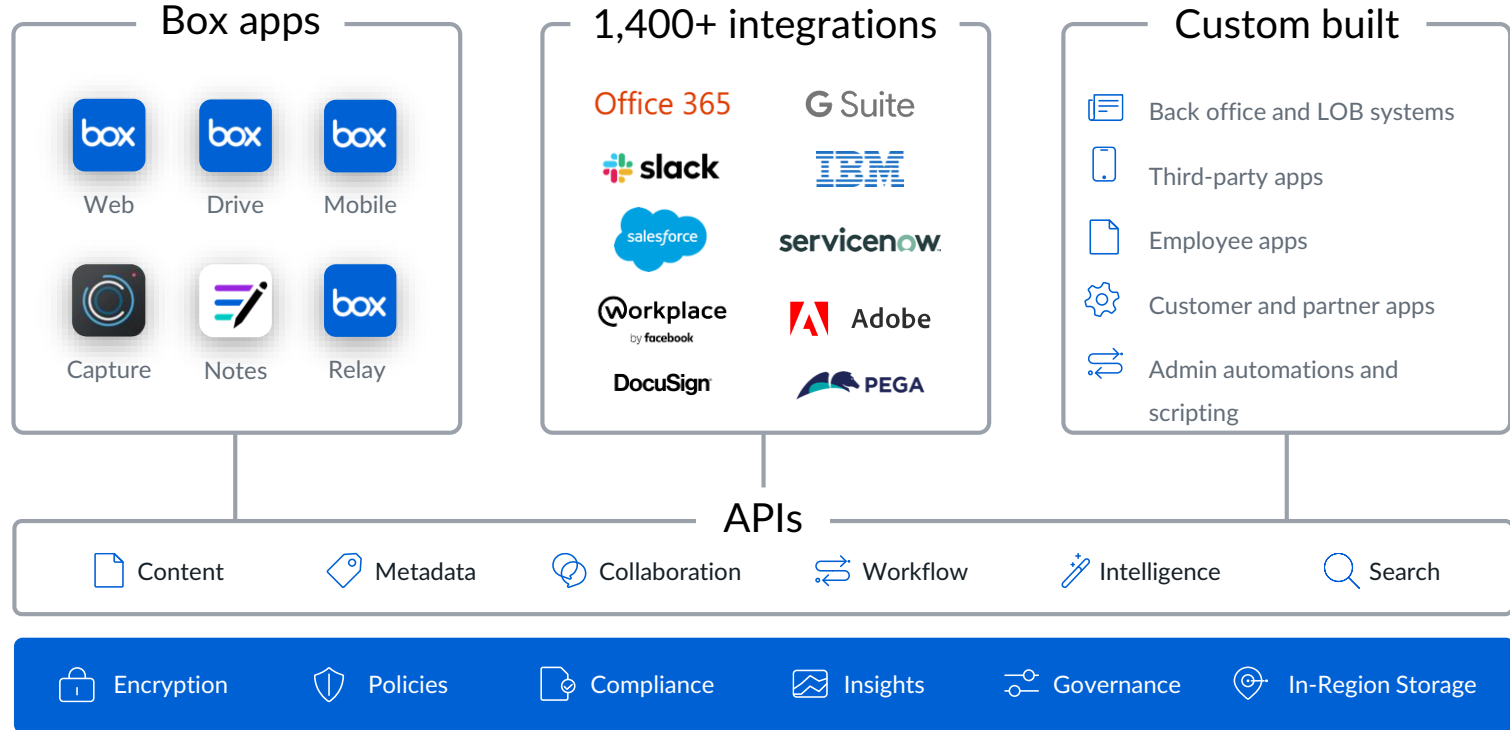 Box apps
1,400+ integrations
Custom built
box
box
box
Web
Drive
Mobile
box
Capture
Notes
Relay
Office 365
G Suite
slack
IBM
salesforce
servicenow
workplace
by facebook
Adobe
DocuSign
PEGA
Back office and LOB systems
Third-party apps
Employee apps
Customer and partner apps
Admin automations and
scripting
APIs
Content
Metadata
Collaboration
Workflow
Intelligence
Search
Encryption
Policies
Compliance
Insights
Governance
In-Region Storage